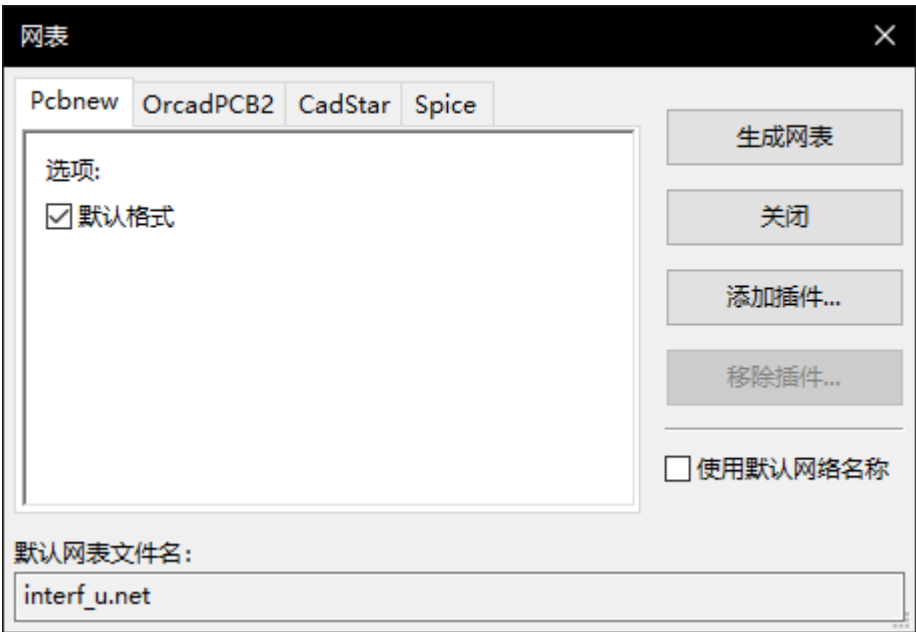 网表
Pcbnew OrcadPCB2 CadStar Spice
选项:
默认格式
生成网表
关闭
添加插件...
移除插件...
使用默认网络名称
默认网表文件名:
interf_u.net